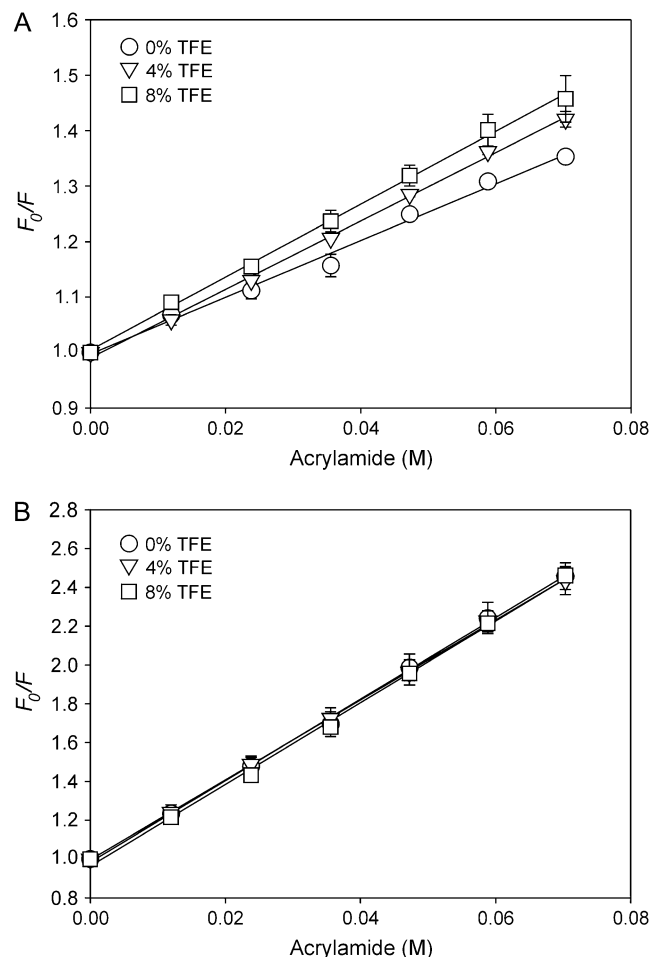 A
1.6
1.5
1.4
1.3
1.2
1.1
1.0
0.9
F0/F
0% TFE
4% TFE
8% TFE
0.00 0.02 0.04 0.06 0.08
Acrylamide (M)
B
2.8
2.6
2.4
2.2
2.0
1.8
1.6
1.4
1.2
1.0
0.8
F0/F
0% TFE
4% TFE
8% TFE
0.00 0.02 0.04 0.06 0.08
Acrylamide (M)